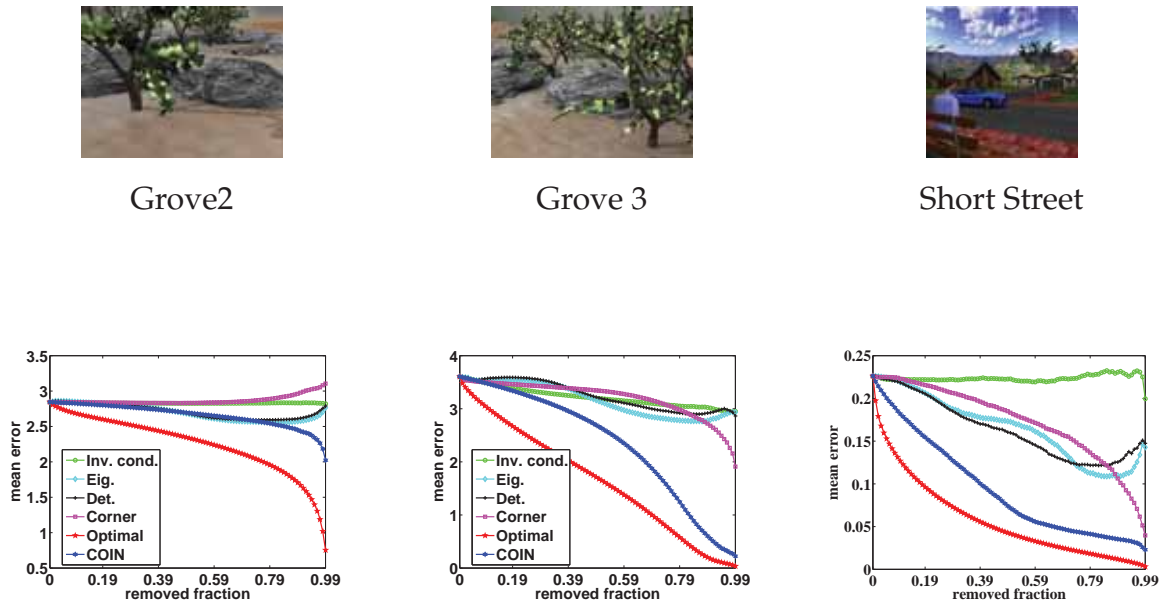 Grove2
Grove 3
Short Street
3.5
3
2.5
2
1.5
1
0.5
mean error
Inv. cond.
Eig.
Det.
Corner
Optimal
COIN
0 0.19 0.39 0.59 0.79 0.99
removed fraction
4
3
2
1
0
mean error
Inv. cond.
Eig.
Det.
Corner
Optimal
COIN
0 0.19 0.39 0.59 0.79 0.99
removed fraction
0.25
0.2
0.15
0.1
0.05
0
mean error
0 0.19 0.39 0.59 0.79 0.99
removed fraction